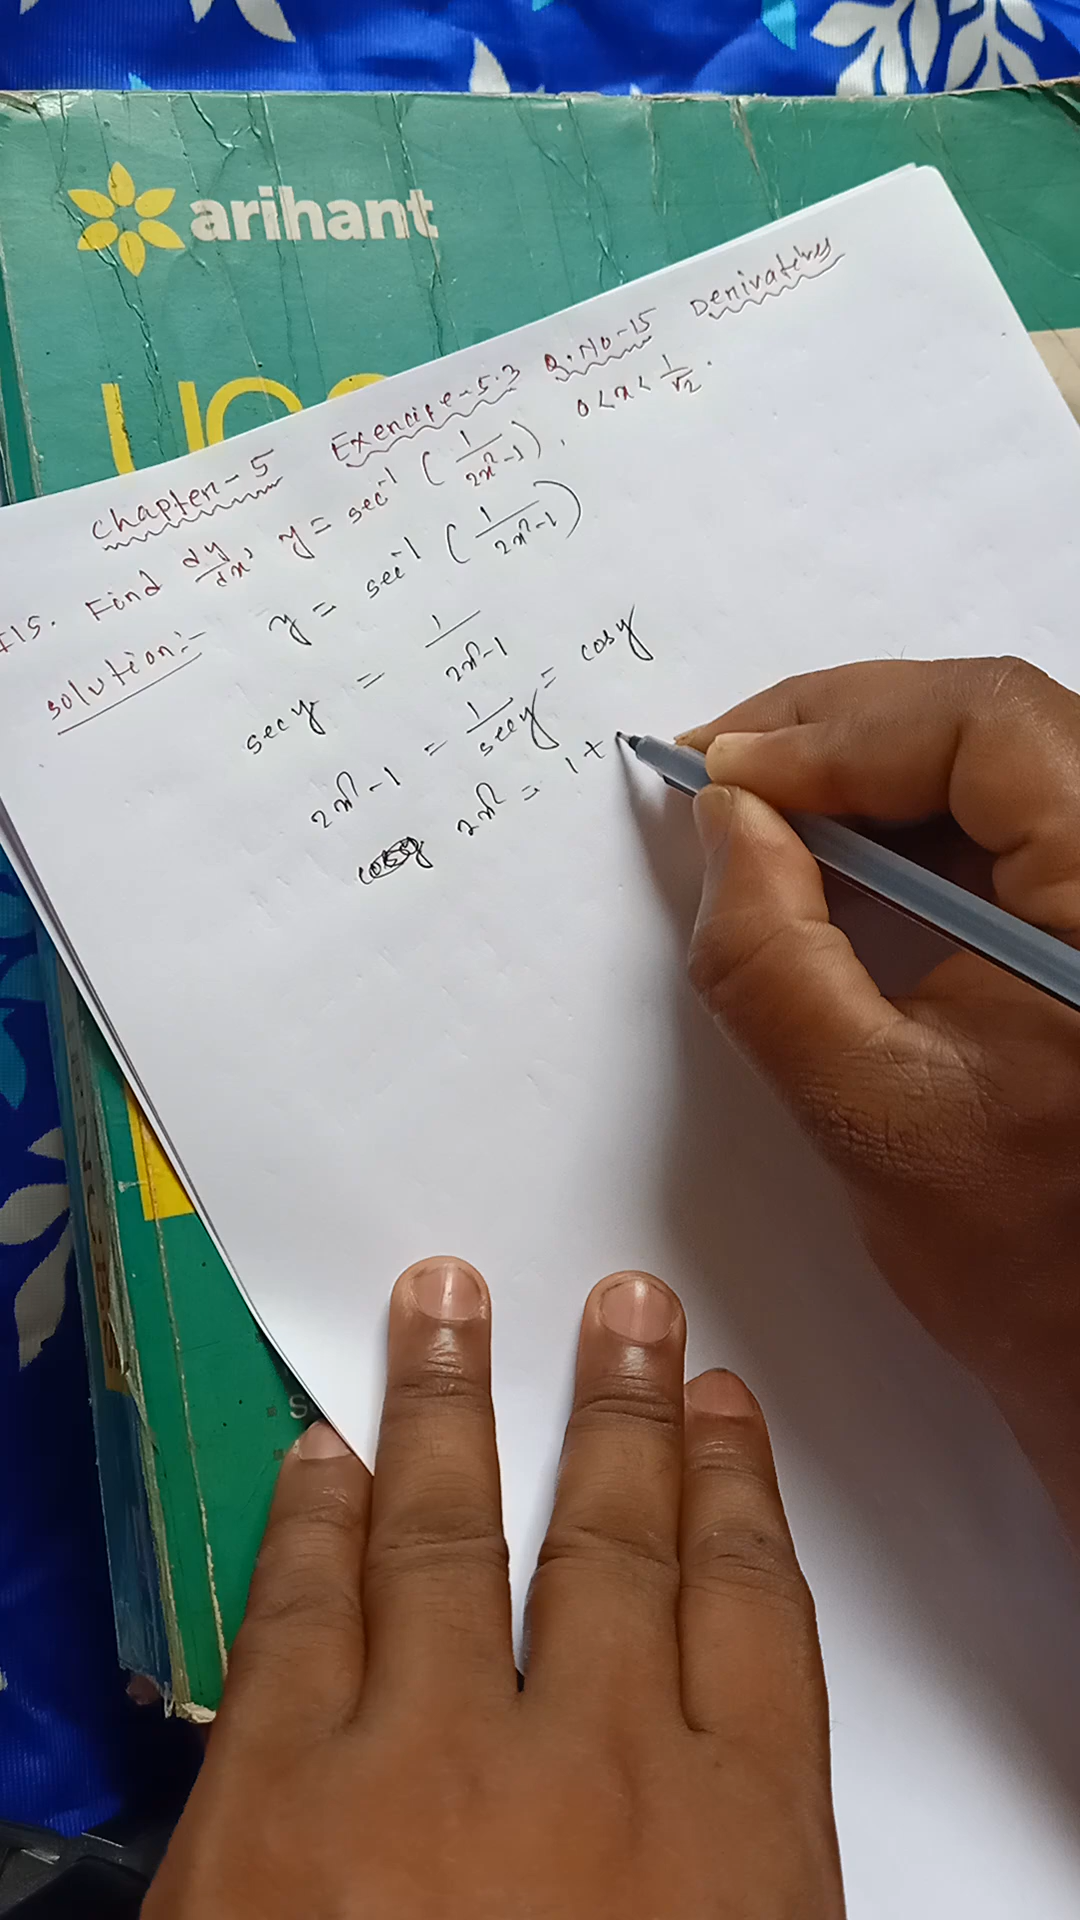 arihant
Chapter-5 Exercise-5.3 Q.No-15 Derivatives
#15. Find dy/dx, y = sec⁻¹ (1/(2x²-1)), 0 < x < 1/√2.
Solution:- y = sec⁻¹ (1/(2x²-1))
sec y = 1/(2x²-1)
2x²-1 = 1/sec y = cos y
2x² = 1+